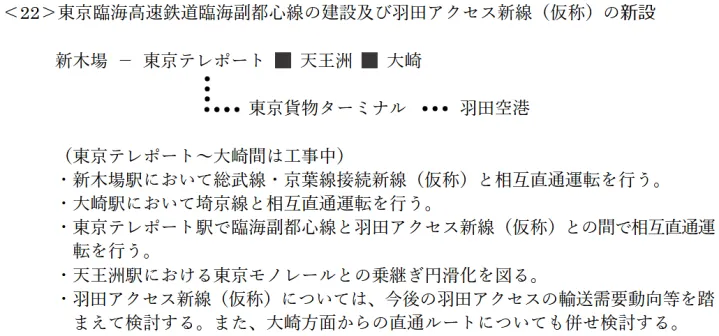 ＜22＞東京臨海高速鉄道臨海副都心線の建設及び羽田アクセス新線（仮称）の新設
新木場 － 東京テレポート ■ 天王洲 ■ 大崎
東京貨物ターミナル ••• 羽田空港
（東京テレポート～大崎間は工事中）
・新木場駅において総武線・京葉線接続新線（仮称）と相互直通運転を行う。
・大崎駅において埼京線と相互直通運転を行う。
・東京テレポート駅で臨海副都心線と羽田アクセス新線（仮称）との間で相互直通運
転を行う。
・天王洲駅における東京モノレールとの乗継ぎ円滑化を図る。
・羽田アクセス新線（仮称）については、今後の羽田アクセスの輸送需要動向等を踏
まえて検討する。また、大崎方面からの直通ルートについても併せ検討する。